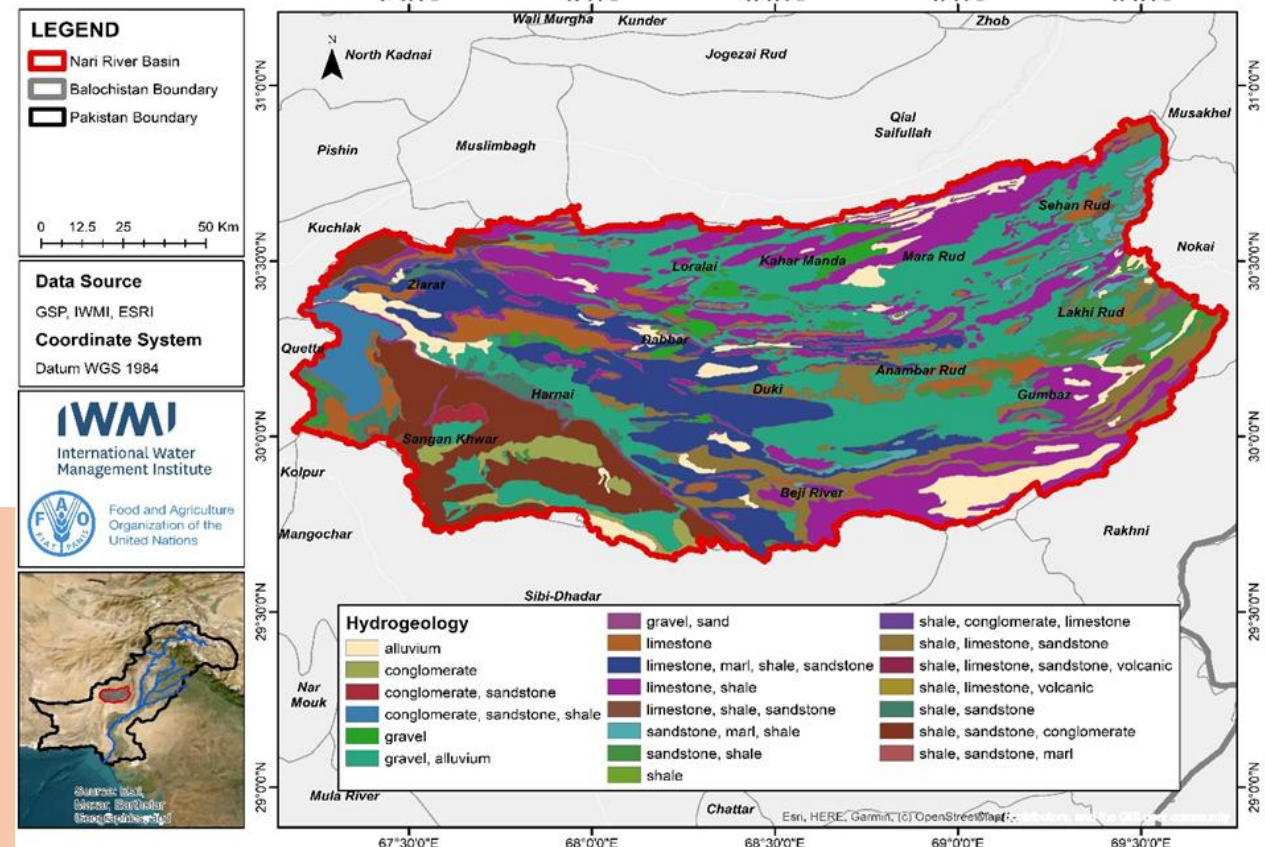 LEGEND
Nari River Basin
Balochistan Boundary
Pakistan Boundary
0 12.5 25 50 Km
Data Source
GSP, IWMI, ESRI
Coordinate System
Datum WGS 1984
IWMI
International Water
Management Institute
F A O
FIAT PANIS
Food and Agriculture
Organization of the
United Nations
Source: Esri,
Maxar, Earthstar
Geographics, and
N
Wali Murgha
Kunder
Zhob
North Kadnai
Jogezai Rud
Musakhel
Qial
Saifullah
Pishin
Muslimbagh
Kuchlak
Sehan Rud
Nokai
Loralai
Kahar Manda
Mara Rud
Ziarat
Lakhi Rud
Quetta
Dabbar
Anambar Rud
Harnai
Duki
Gumbaz
Sangan Khwar
Kolpur
Beji River
Mangochar
Rakhni
Sibi-Dhadar
Nar
Mouk
Mula River
Chattar
Hydrogeology
alluvium
conglomerate
conglomerate, sandstone
conglomerate, sandstone, shale
gravel
gravel, alluvium
gravel, sand
limestone
limestone, marl, shale, sandstone
limestone, shale
limestone, shale, sandstone
sandstone, marl, shale
sandstone, shale
shale
shale, conglomerate, limestone
shale, limestone, sandstone
shale, limestone, sandstone, volcanic
shale, limestone, volcanic
shale, sandstone
shale, sandstone, conglomerate
shale, sandstone, marl
31°0'0"N
30°30'0"N
30°0'0"N
29°30'0"N
29°0'0"N
31°0'0"N
30°30'0"N
30°0'0"N
29°30'0"N
29°0'0"N
Esri, HERE, Garmin, (c) OpenStreetMap
67°30'0"E
68°0'0"E
68°30'0"E
69°0'0"E
69°30'0"E